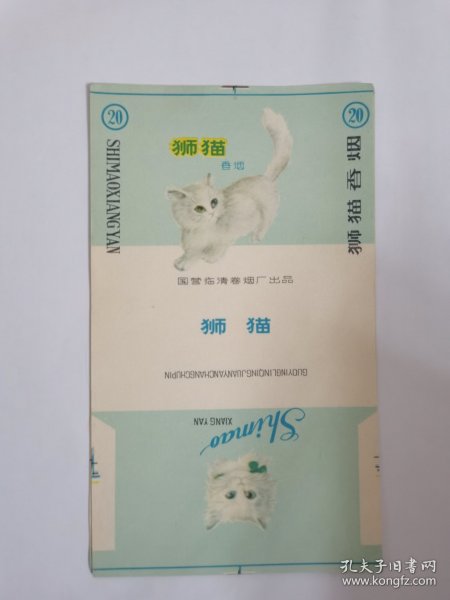 20
20
SHIMAOXIANGYAN
狮猫
香烟
狮猫香烟
国营临清卷烟厂出品
狮猫
GUOYINGLINQINGJUANYANCHANGCHUPIN
XIANG YAN
Shimao
孔夫子旧书网
www.kongfz.com